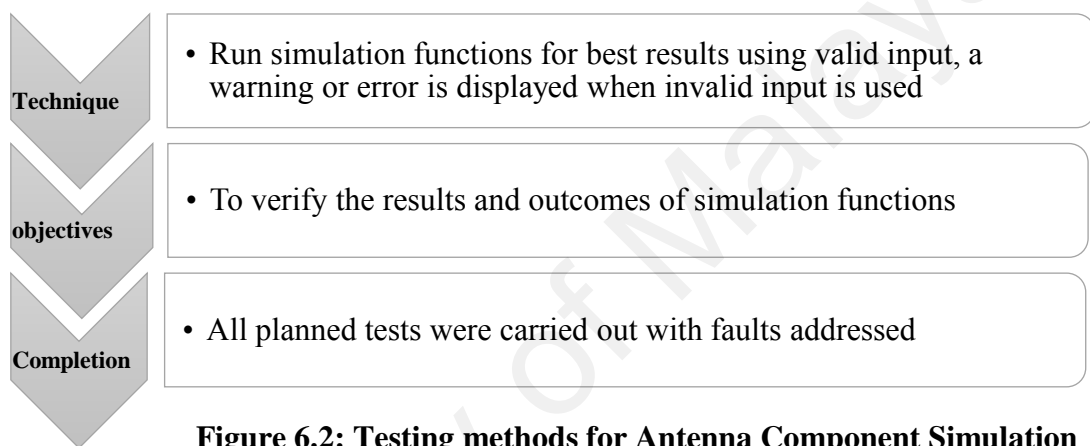 Technique
• Run simulation functions for best results using valid input, a
warning or error is displayed when invalid input is used
objectives
• To verify the results and outcomes of simulation functions
Completion
• All planned tests were carried out with faults addressed
Figure 6.2: Testing methods for Antenna Component Simulation
of Malay